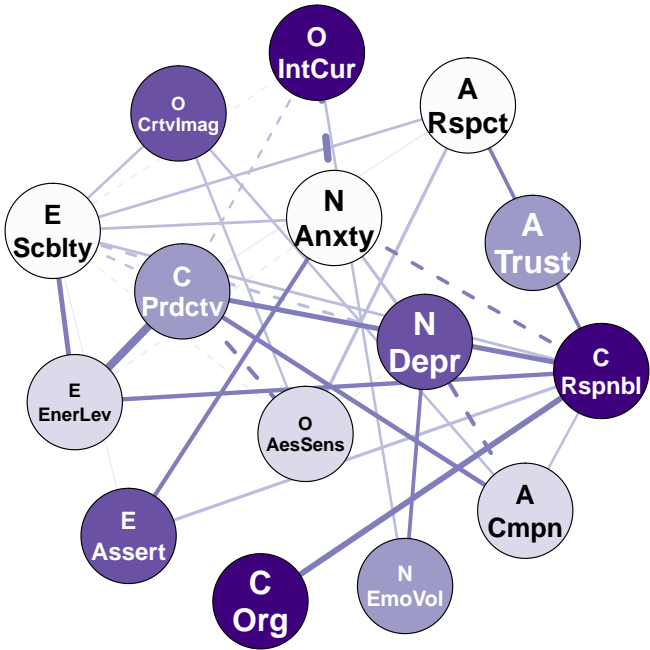 O
IntCur
A
Rspct
O
CrtvImag
E
Scblty
N
Anxty
A
Trust
C
Prdctv
N
Depr
C
Rspnbl
E
EnerLev
O
AesSens
A
Cmpn
E
Assert
C
Org
N
EmoVol